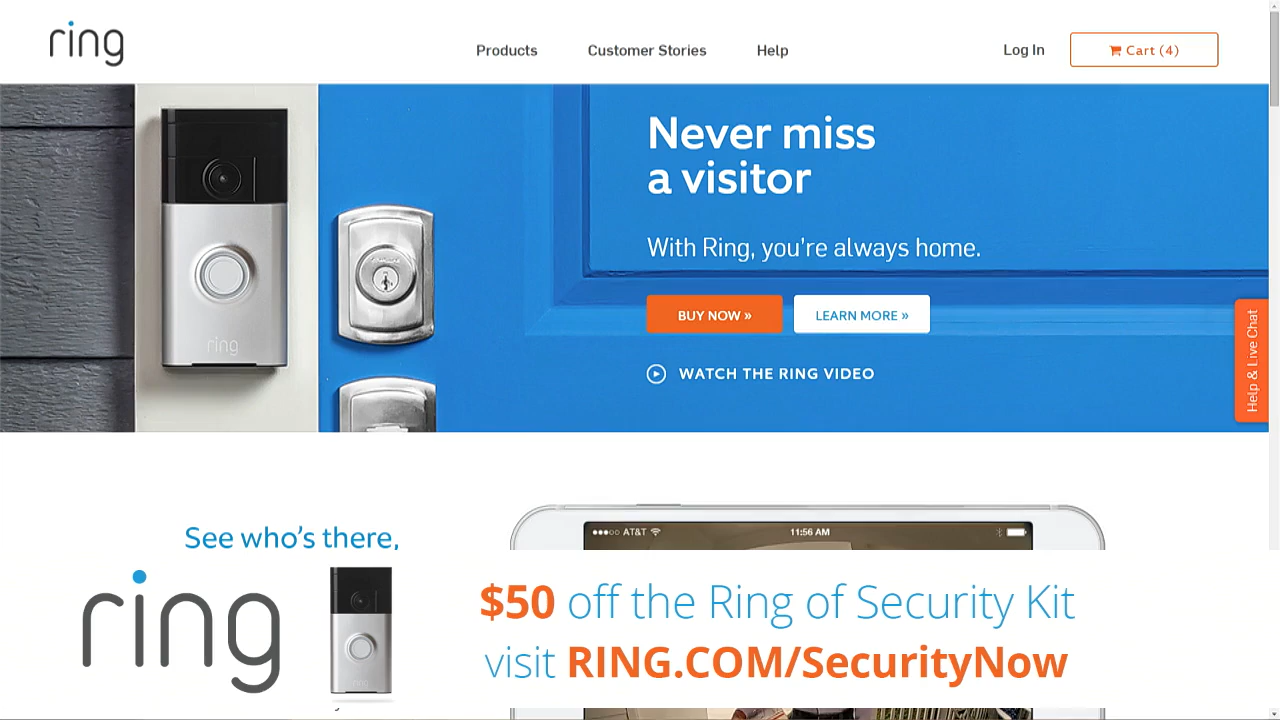 ring
Products Customer Stories Help Log In Cart (4)
Never miss
a visitor
With Ring, you're always home.
BUY NOW » LEARN MORE »
WATCH THE RING VIDEO
Help & Live Chat
ring
See who's there,
AT&T 11:56 AM
ring
$50 off the Ring of Security Kit
visit RING.COM/SecurityNow
ring